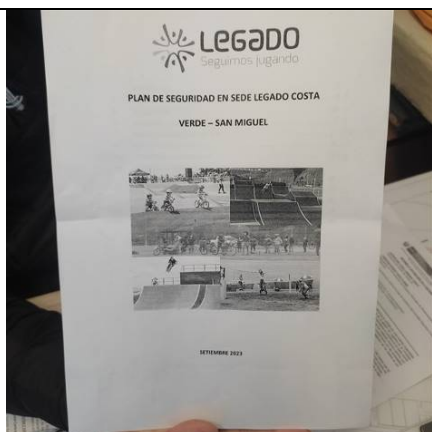 LEGADO
Seguimos jugando
PLAN DE SEGURIDAD EN SEDE LEGADO COSTA
VERDE – SAN MIGUEL
SETIEMBRE 2023